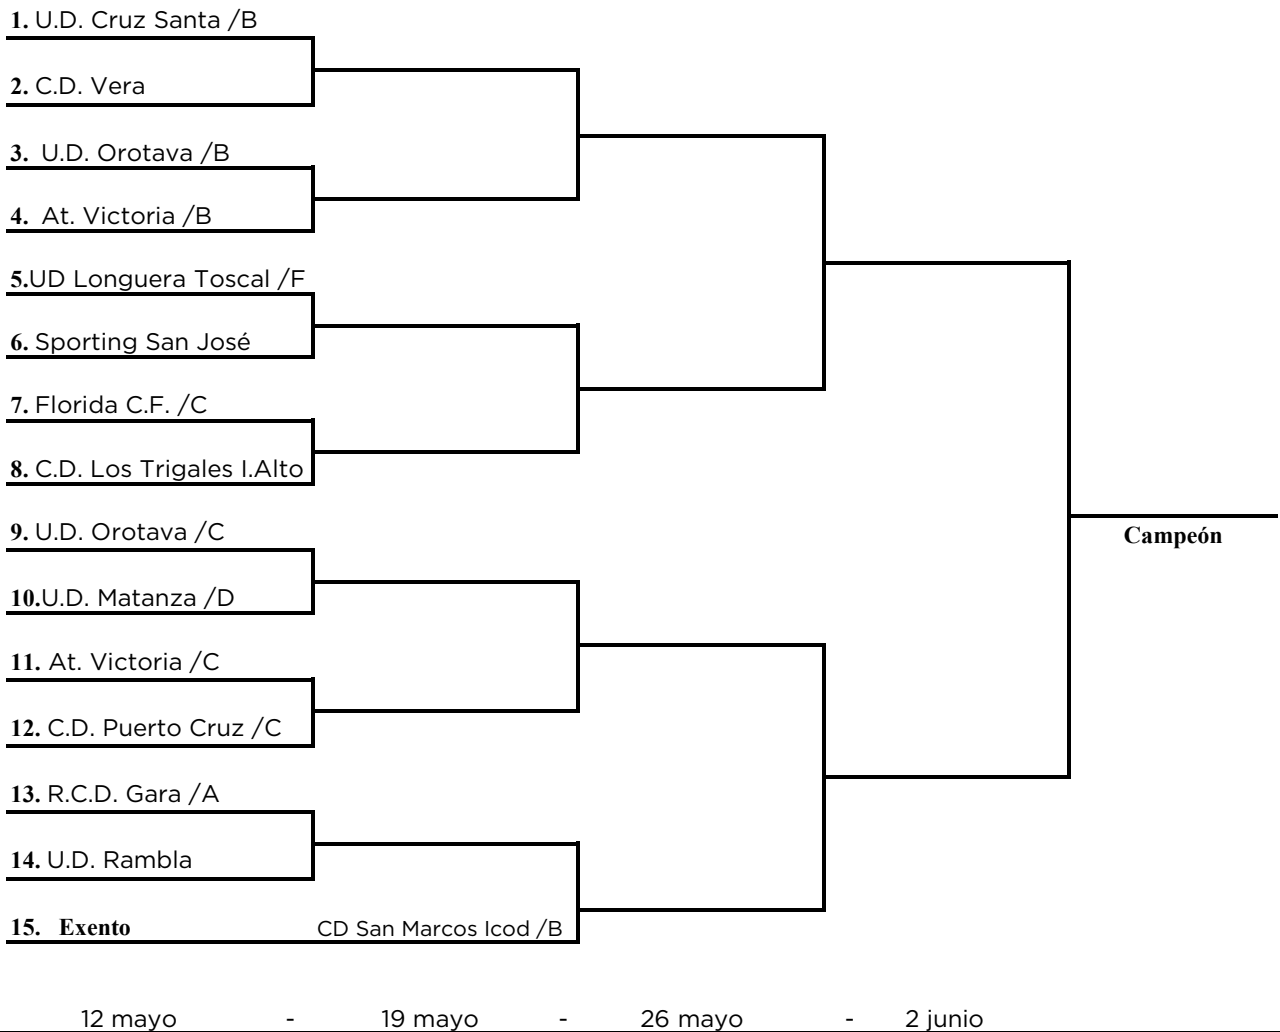 1. U.D. Cruz Santa /B
2. C.D. Vera
3. U.D. Orotava /B
4. At. Victoria /B
5.UD Longuera Toscal /F
6. Sporting San José
7. Florida C.F. /C
8. C.D. Los Trigales I.Alto
9. U.D. Orotava /C
Campeón
10.U.D. Matanza /D
11. At. Victoria /C
12. C.D. Puerto Cruz /C
13. R.C.D. Gara /A
14. U.D. Rambla
15. Exento CD San Marcos Icod /B
12 mayo - 19 mayo - 26 mayo - 2 junio